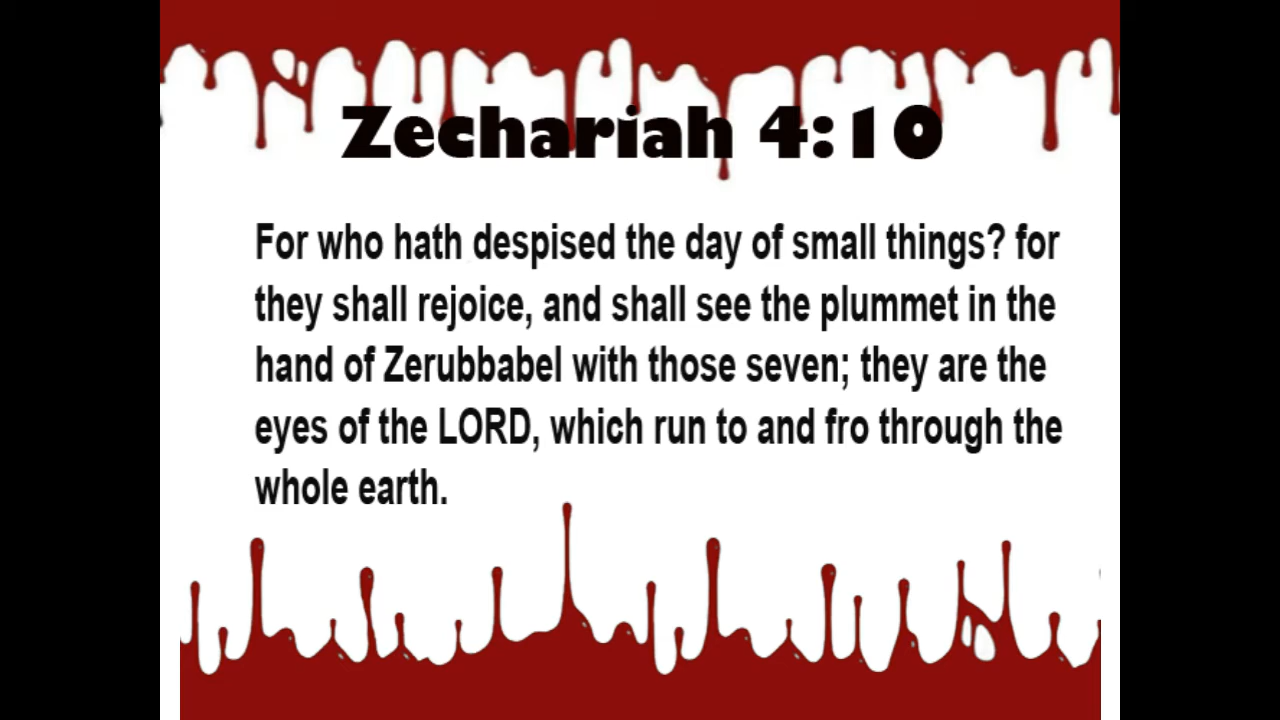 Zechariah 4:10
For who hath despised the day of small things? for
they shall rejoice, and shall see the plummet in the
hand of Zerubbabel with those seven; they are the
eyes of the LORD, which run to and fro through the
whole earth.